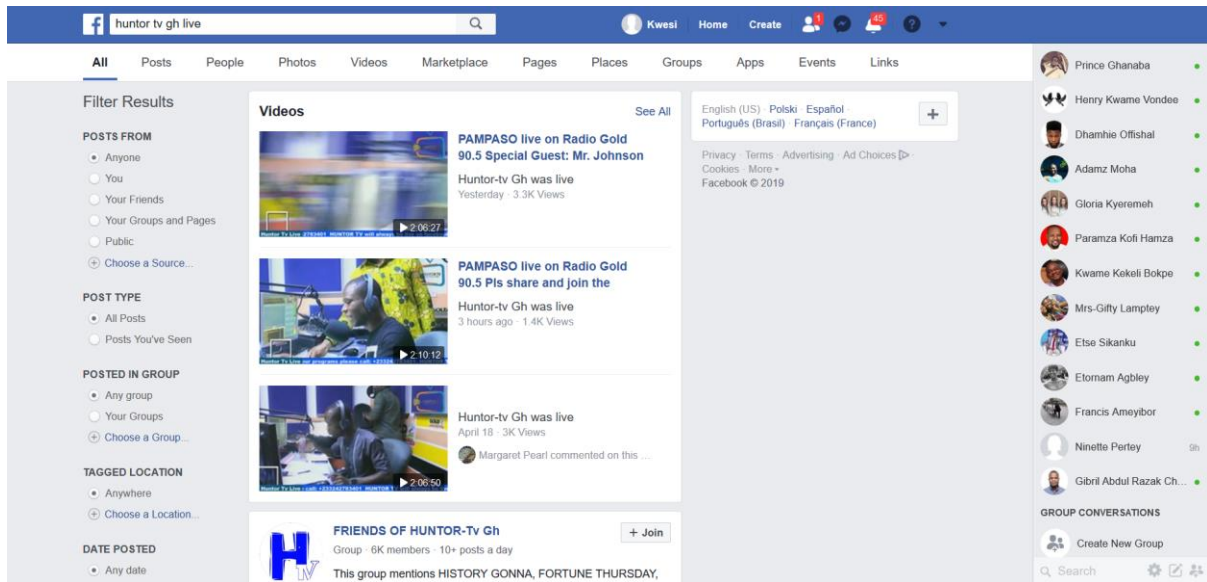 f
huntor tv gh live
Kwesi
Home
Create
1
45
?
All
Posts
People
Photos
Videos
Marketplace
Pages
Places
Groups
Apps
Events
Links
Filter Results
POSTS FROM
Anyone
You
Your Friends
Your Groups and Pages
Public
Choose a Source...
POST TYPE
All Posts
Posts You've Seen
POSTED IN GROUP
Any group
Your Groups
Choose a Group...
TAGGED LOCATION
Anywhere
Choose a Location...
DATE POSTED
Any date
Videos
See All
PAMPASO live on Radio Gold
90.5 Special Guest: Mr. Johnson
Huntor-tv Gh was live
Yesterday · 3.3K Views
2:06:27
PAMPASO live on Radio Gold
90.5 Pls share and join the
Huntor-tv Gh was live
3 hours ago · 1.4K Views
2:10:12
Huntor-tv Gh was live
April 18 · 3K Views
Margaret Pearl commented on this ...
2:06:50
FRIENDS OF HUNTOR-Tv Gh
Group · 6K members · 10+ posts a day
This group mentions HISTORY GONNA, FORTUNE THURSDAY,
+ Join
H TV
English (US) · Polski · Español ·
Português (Brasil) · Français (France)
+
Privacy · Terms · Advertising · Ad Choices ·
Cookies · More
Facebook © 2019
Prince Ghanaba
Henry Kwame Vondee
Dhamhie Offishal
Adamz Moha
Gloria Kyeremeh
Paramza Kofi Hamza
Kwame Kekeli Bokpe
Mrs-Gifty Lamptey
Etse Sikanku
Etornam Agbley
Francis Ameyibor
Ninette Pertey
9h
Gibril Abdul Razak Ch...
GROUP CONVERSATIONS
Create New Group
Search